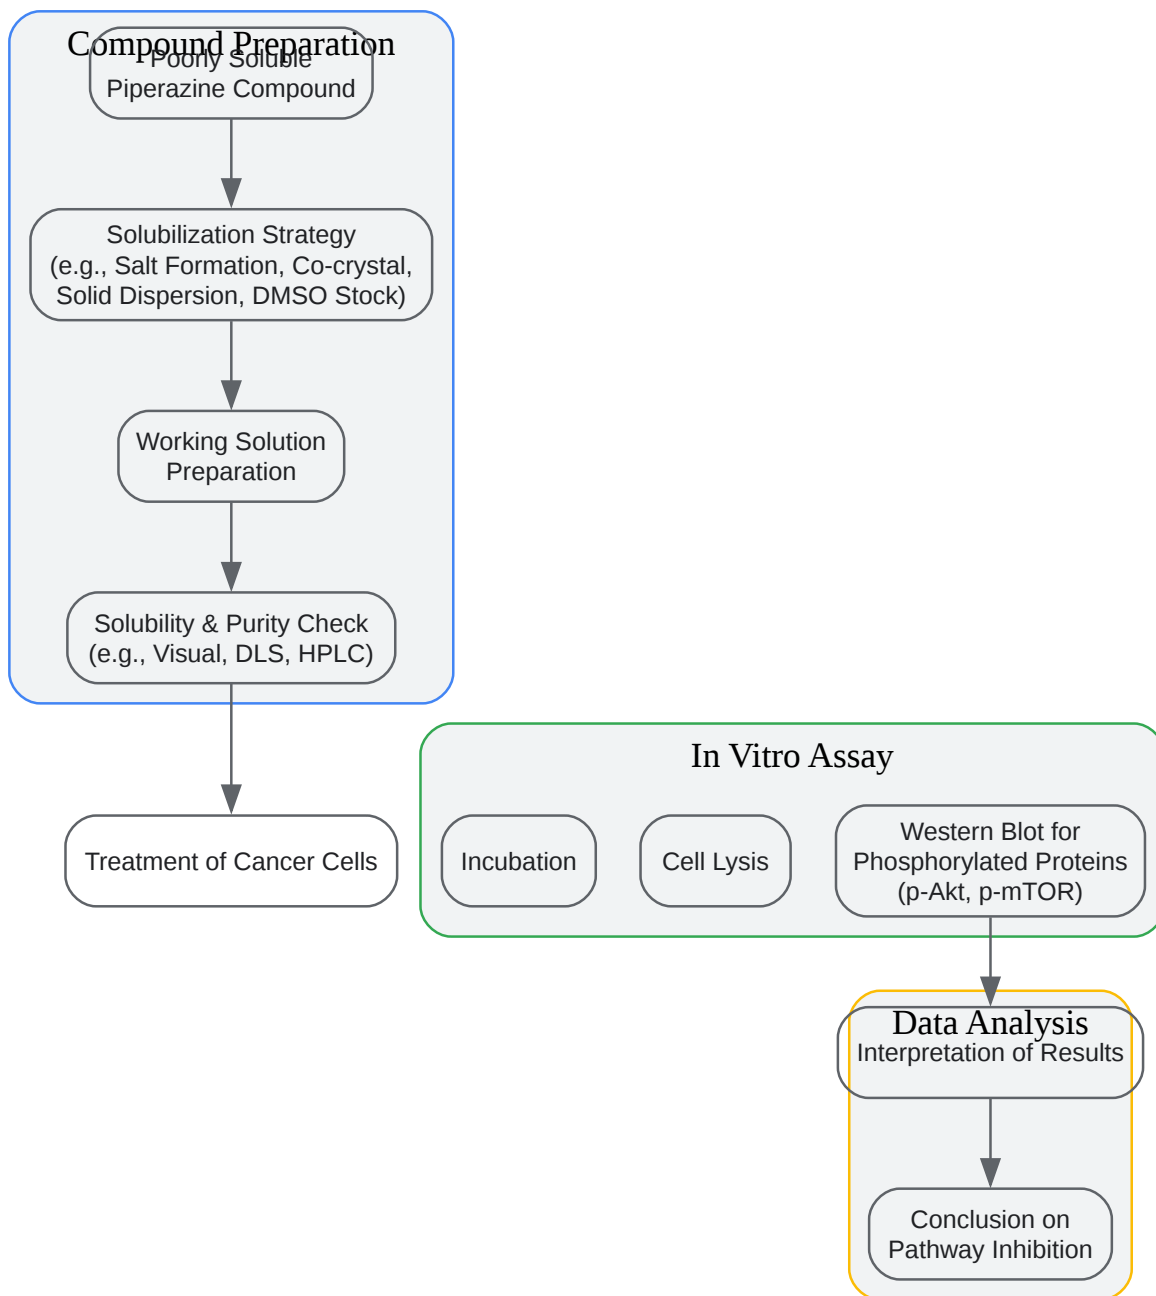 Compound Preparation
Poorly Soluble
Piperazine Compound
Solubilization Strategy
(e.g., Salt Formation, Co-crystal,
Solid Dispersion, DMSO Stock)
Working Solution
Preparation
Solubility & Purity Check
(e.g., Visual, DLS, HPLC)
Treatment of Cancer Cells
In Vitro Assay
Incubation
Cell Lysis
Western Blot for
Phosphorylated Proteins
(p-Akt, p-mTOR)
Data Analysis
Interpretation of Results
Conclusion on
Pathway Inhibition